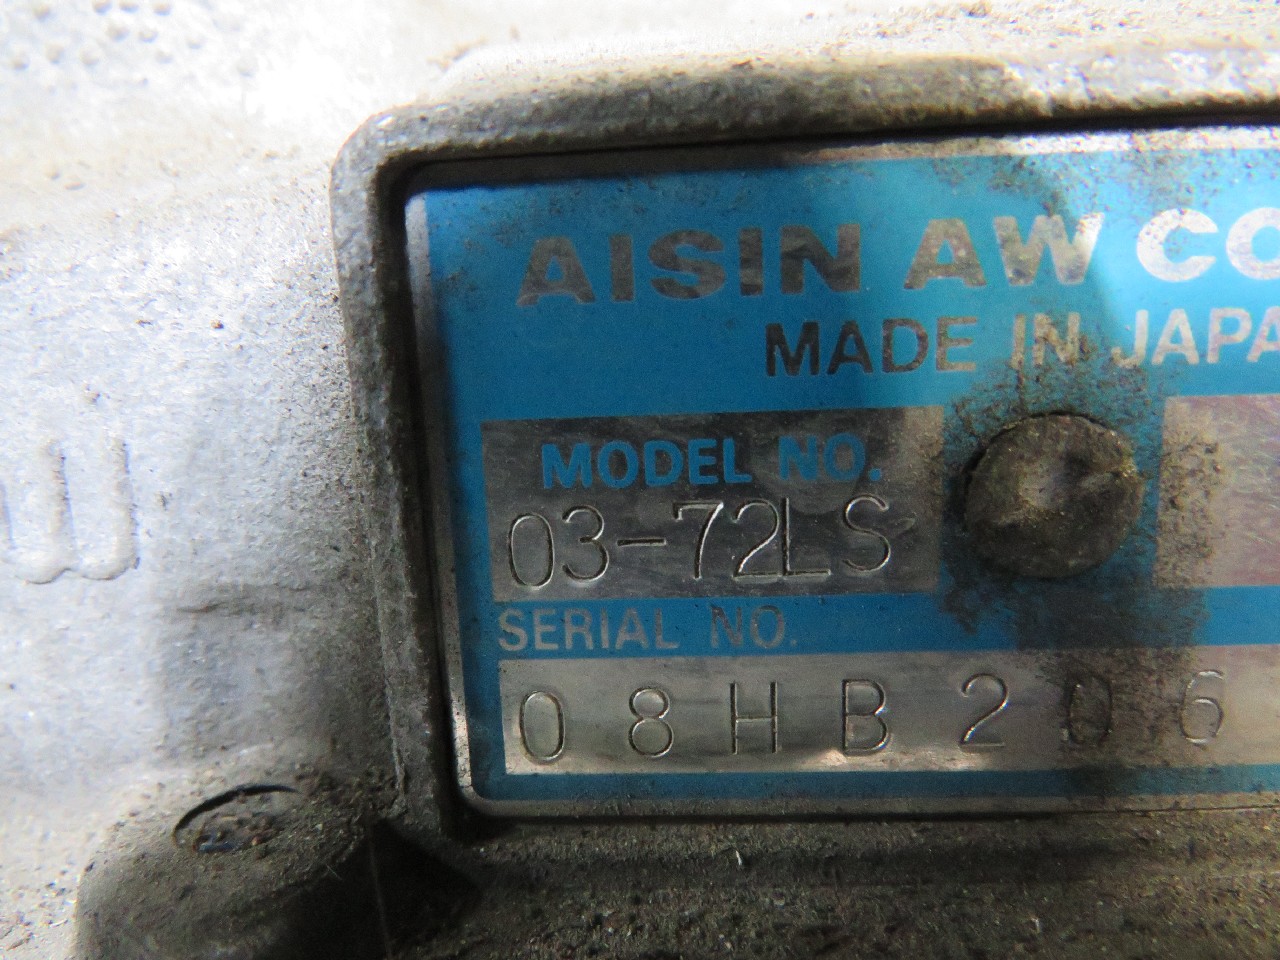 AISIN AW CO
MADE IN JAPA
MODEL NO.
03-72LS
SERIAL NO.
08HB206